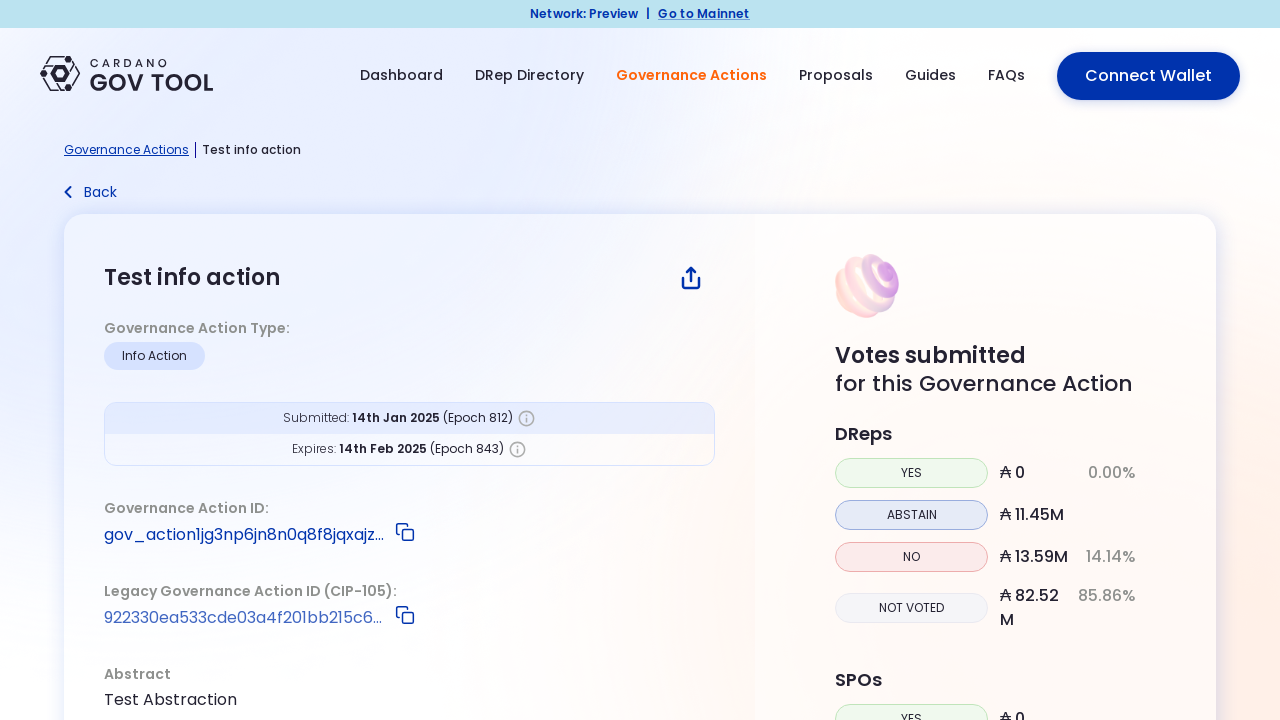 Network: Preview | Go to Mainnet
CARDANO
GOV TOOL
Dashboard
DRep Directory
Governance Actions
Proposals
Guides
FAQs
Connect Wallet
Governance Actions | Test info action
Back
Test info action
Governance Action Type:
Info Action
Submitted: 14th Jan 2025 (Epoch 812)
Expires: 14th Feb 2025 (Epoch 843)
Governance Action ID:
gov_action1jg3np6jn8n0q8f8jqxajz...
Legacy Governance Action ID (CIP-105):
922330ea533cde03a4f201bb215c6...
Abstract
Test Abstraction
Votes submitted
for this Governance Action
DReps
YES ₳ 0 0.00%
ABSTAIN ₳ 11.45M
NO ₳ 13.59M 14.14%
NOT VOTED ₳ 82.52 85.86%
M
SPOs
YES ₳ 0